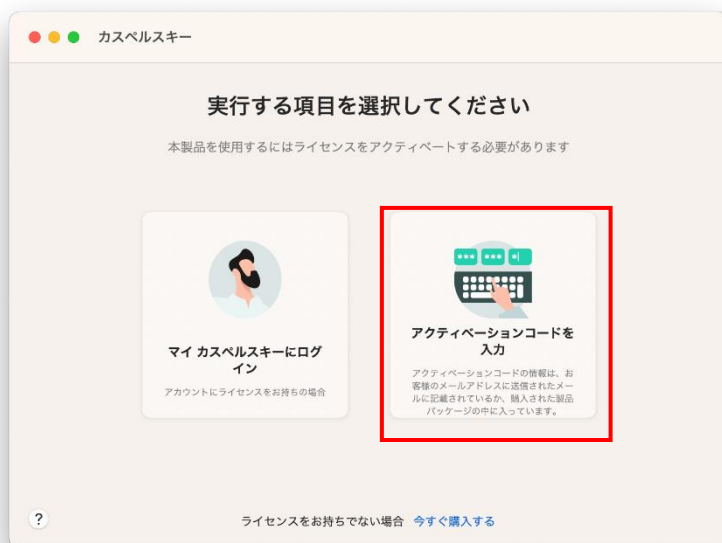 カスペルスキー
実行する項目を選択してください
本製品を使用するにはライセンスをアクティベートする必要があります
マイ カスペルスキーにログ
イン
アカウントにライセンスをお持ちの場合
アクティベーションコードを
入力
アクティベーションコードの情報は、お
客様のメールアドレスに送信されたメー
ルに記載されているか、購入された製品
パッケージの中に入っています。
?
ライセンスをお持ちでない場合 今すぐ購入する